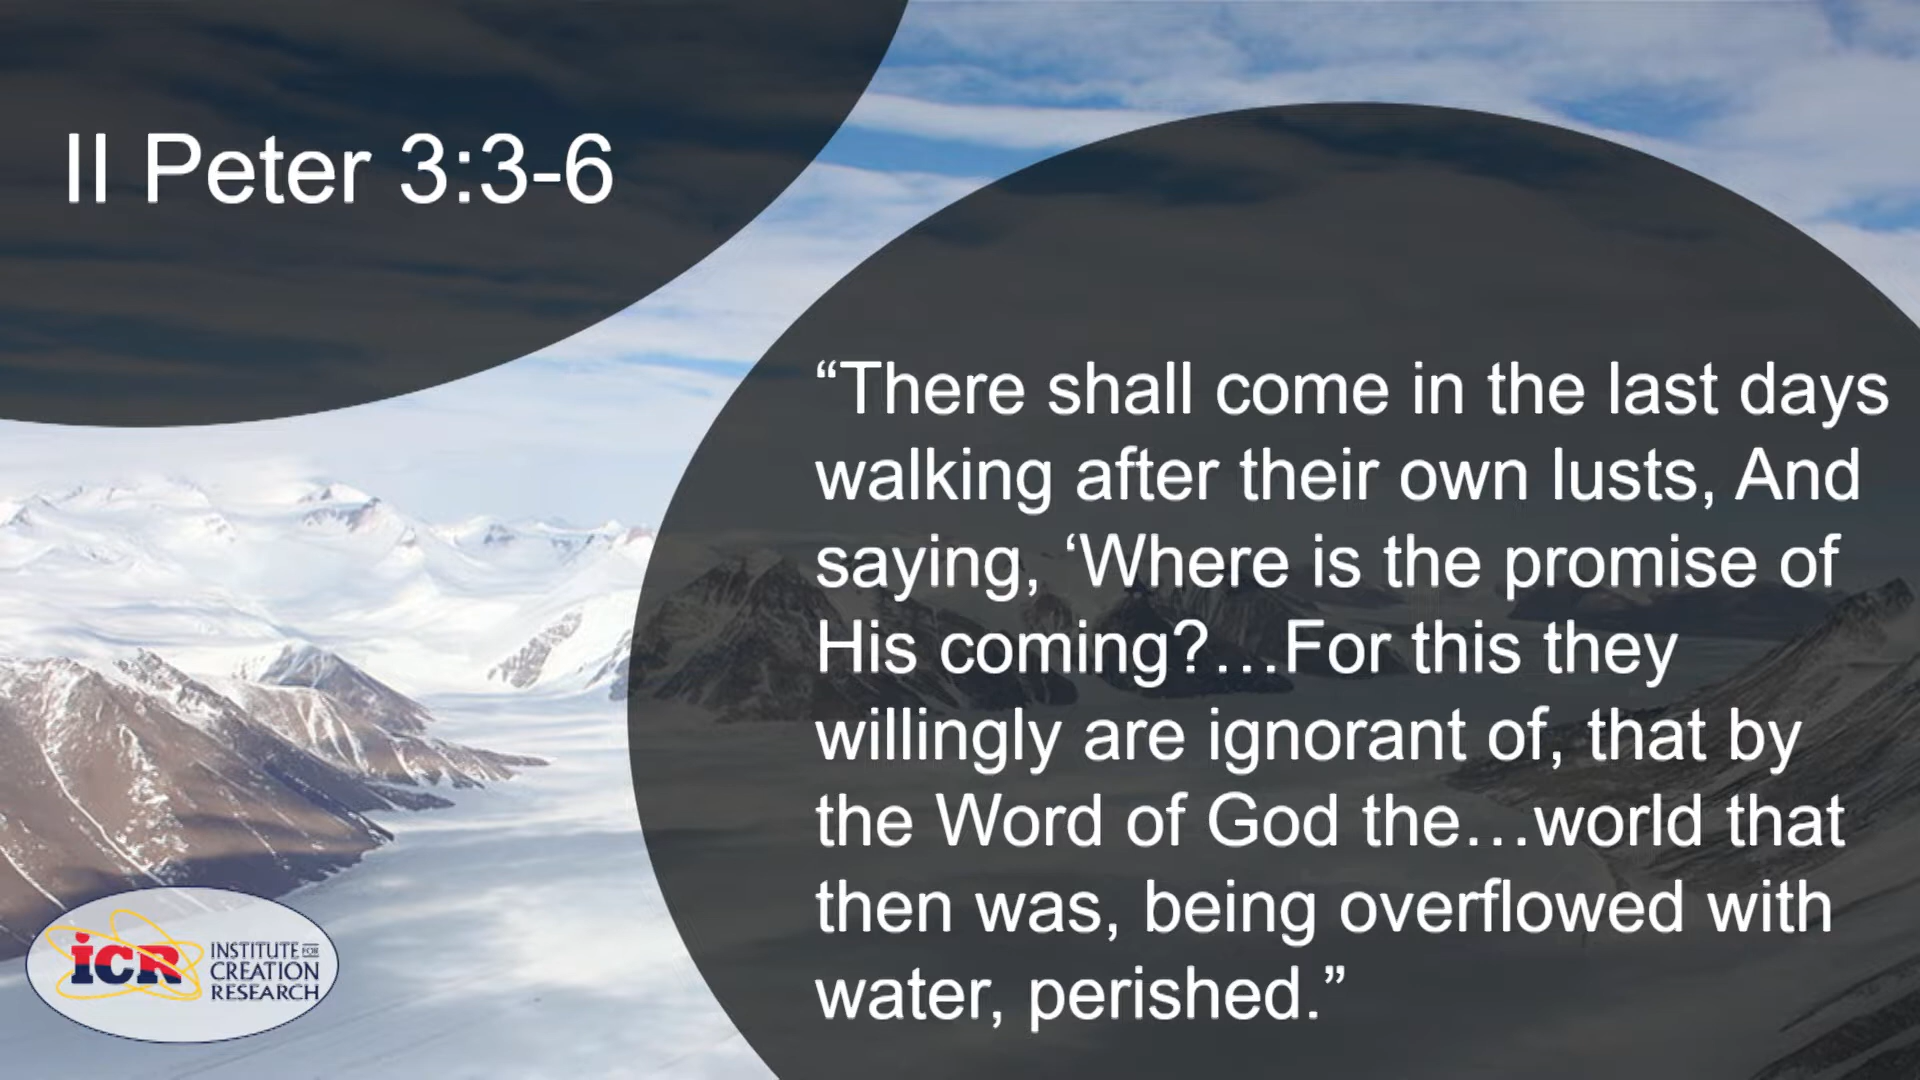 II Peter 3:3-6
“There shall come in the last days
walking after their own lusts, And
saying, ‘Where is the promise of
His coming?…For this they
willingly are ignorant of, that by
the Word of God the…world that
then was, being overflowed with
water, perished.”
iCR
INSTITUTE FOR
CREATION
RESEARCH